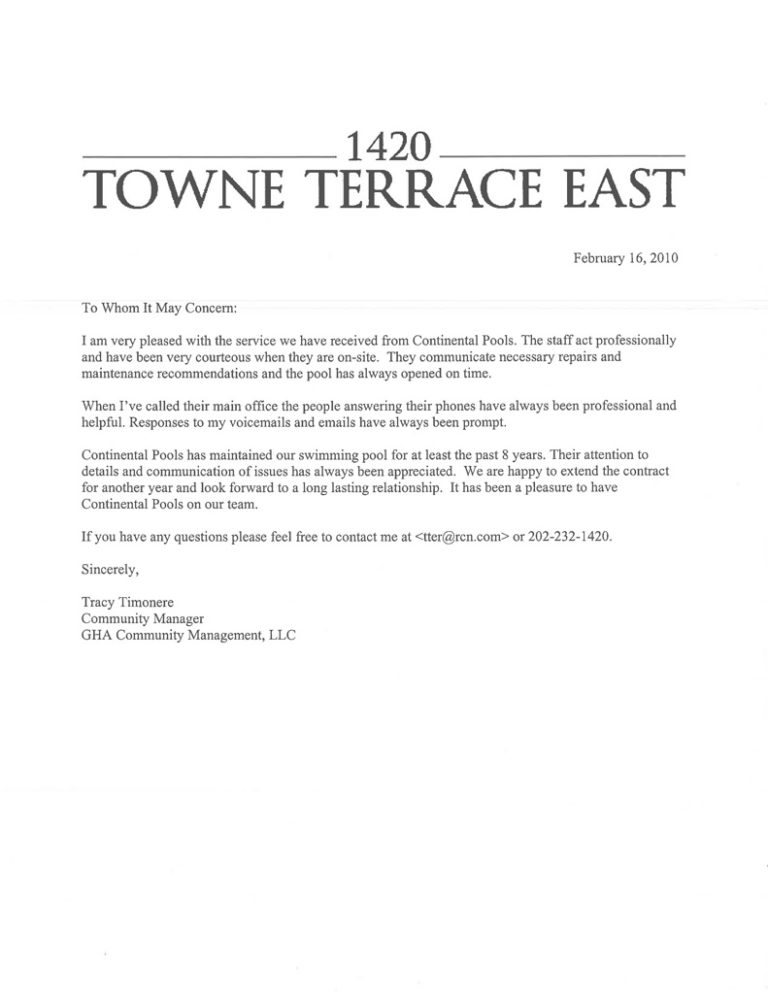 1420
TOWNE TERRACE EAST
February 16, 2010
To Whom It May Concern:
I am very pleased with the service we have received from Continental Pools. The staff act professionally
and have been very courteous when they are on-site.  They communicate necessary repairs and
maintenance recommendations and the pool has always opened on time.
When I've called their main office the people answering their phones have always been professional and
helpful. Responses to my voicemails and emails have always been prompt.
Continental Pools has maintained our swimming pool for at least the past 8 years. Their attention to
details and communication of issues has always been appreciated.  We are happy to extend the contract
for another year and look forward to a long lasting relationship.  It has been a pleasure to have
Continental Pools on our team.
If you have any questions please feel free to contact me at <tter@rcn.com> or 202-232-1420.
Sincerely,
Tracy Timonere
Community Manager
GHA Community Management, LLC